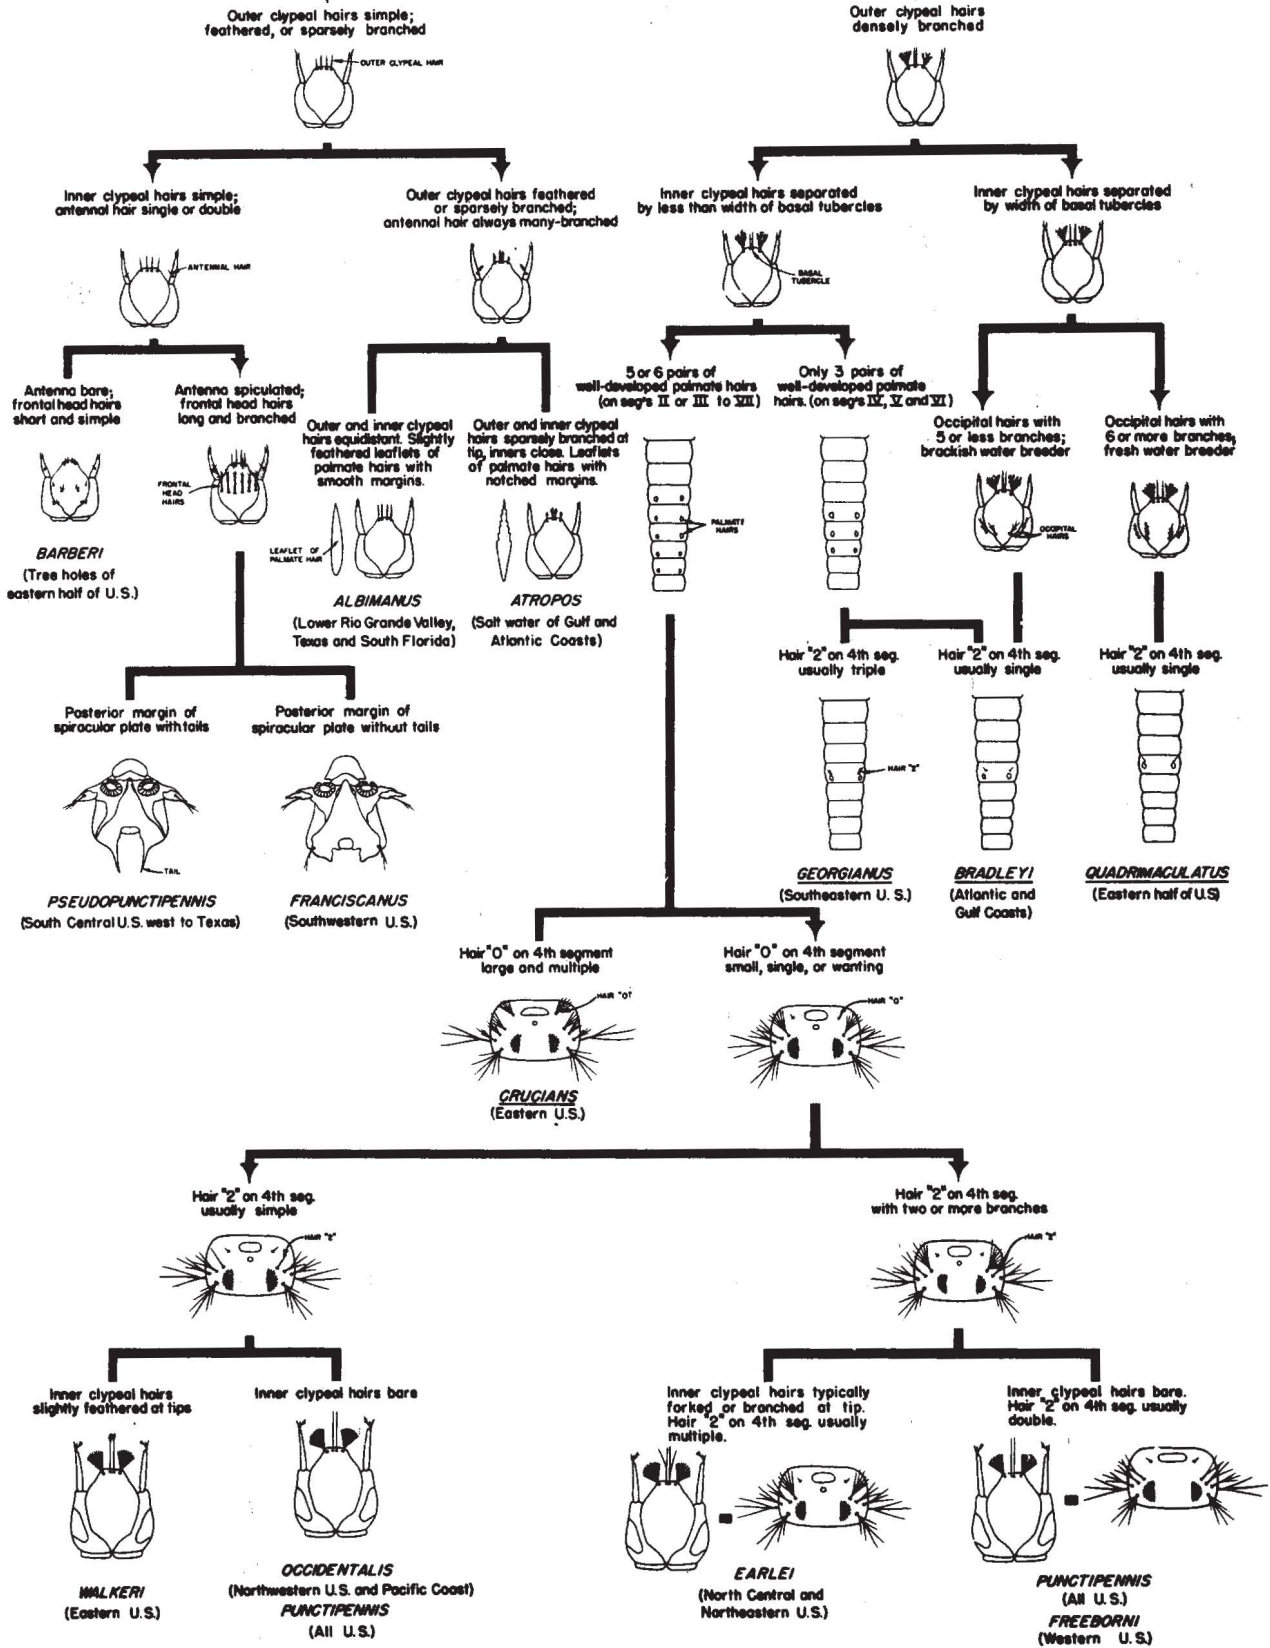 Outer clypeal hairs simple;
feathered, or sparsely branched
OUTER CLYPEAL HAIR
Outer clypeal hairs
densely branched
Inner clypeal hairs simple;
antennal hair single or double
Outer clypeal hairs feathered
or sparsely branched;
antennal hair always many-branched
Inner clypeal hairs separated
by less than width of basal tubercles
Inner clypeal hairs separated
by width of basal tubercles
ANTENNAL HAIR
BASAL
TUBERCLE
Antenna bare;
frontal head hairs
short and simple
Antenna spiculated;
frontal head hairs
long and branched
Outer and inner clypeal
hairs equidistant. Slightly
feathered leaflets of
palmate hairs with
smooth margins.
Outer and inner clypeal
hairs sparsely branched at
tip, inners close. Leaflets
of palmate hairs with
notched margins.
5 or 6 pairs of
well-developed palmate hairs
(on seg's II or III to VII)
Only 3 pairs of
well-developed palmate
hairs. (on seg's IV, V and VI)
Occipital hairs with
5 or less branches;
brackish water breeder
Occipital hairs with
6 or more branches,
fresh water breeder
FRONTAL
HEAD
HAIRS
LEAFLET OF
PALMATE HAIR
PALMATE
HAIRS
OCCIPITAL
HAIRS
BARBERI
(Tree holes of
eastern half of U.S.)
ALBIMANUS
(Lower Rio Grande Valley,
Texas and South Florida)
ATROPOS
(Salt water of Gulf and
Atlantic Coasts)
Hair "2" on 4th seg.
usually triple
Hair "2" on 4th seg.
usually single
Hair "2" on 4th seg.
usually single
Posterior margin of
spiracular plate with tails
Posterior margin of
spiracular plate without tails
HAIR "2"
TAIL
PSEUDOPUNCTIPENNIS
(South Central U.S. west to Texas)
FRANCISCANUS
(Southwestern U.S.)
GEORGIANUS
(Southeastern U. S.)
BRADLEYI
(Atlantic and
Gulf Coasts)
QUADRIMACULATUS
(Eastern half of U.S)
Hair "O" on 4th segment
large and multiple
Hair "O" on 4th segment
small, single, or wanting
HAIR "O"
HAIR "O"
CRUCIANS
(Eastern U.S.)
Hair "2" on 4th seg.
usually simple
Hair "2" on 4th seg.
with two or more branches
HAIR "2"
HAIR "2"
Inner clypeal hairs
slightly feathered at tips
Inner clypeal hairs bare
Inner clypeal hairs typically
forked or branched at tip.
Hair "2" on 4th seg. usually
multiple.
Inner clypeal hairs bare.
Hair "2" on 4th seg. usually
double.
WALKERI
(Eastern U.S.)
OCCIDENTALIS
(Northwestern U.S. and Pacific Coast)
PUNCTIPENNIS
(All U.S.)
EARLEI
(North Central and
Northeastern U.S.)
PUNCTIPENNIS
(All U.S.)
FREEBORNI
(Western U.S.)